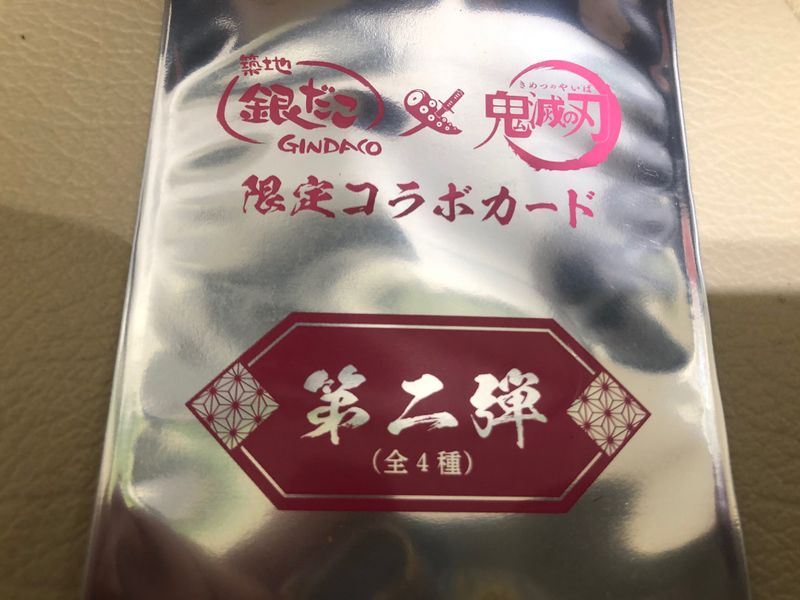 築地
銀だこ
GINDACO
きめつのやいば
鬼滅の刃
限定コラボカード
第二弾
（全4種）